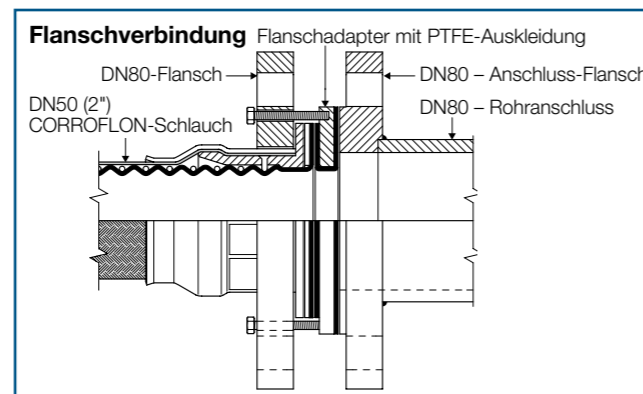 Flanschverbindung Flanschadapter mit PTFE-Auskleidung
DN80-Flansch
DN80 – Anschluss-Flansch
DN50 (2")
CORROFLON-Schlauch
DN80 – Rohranschluss